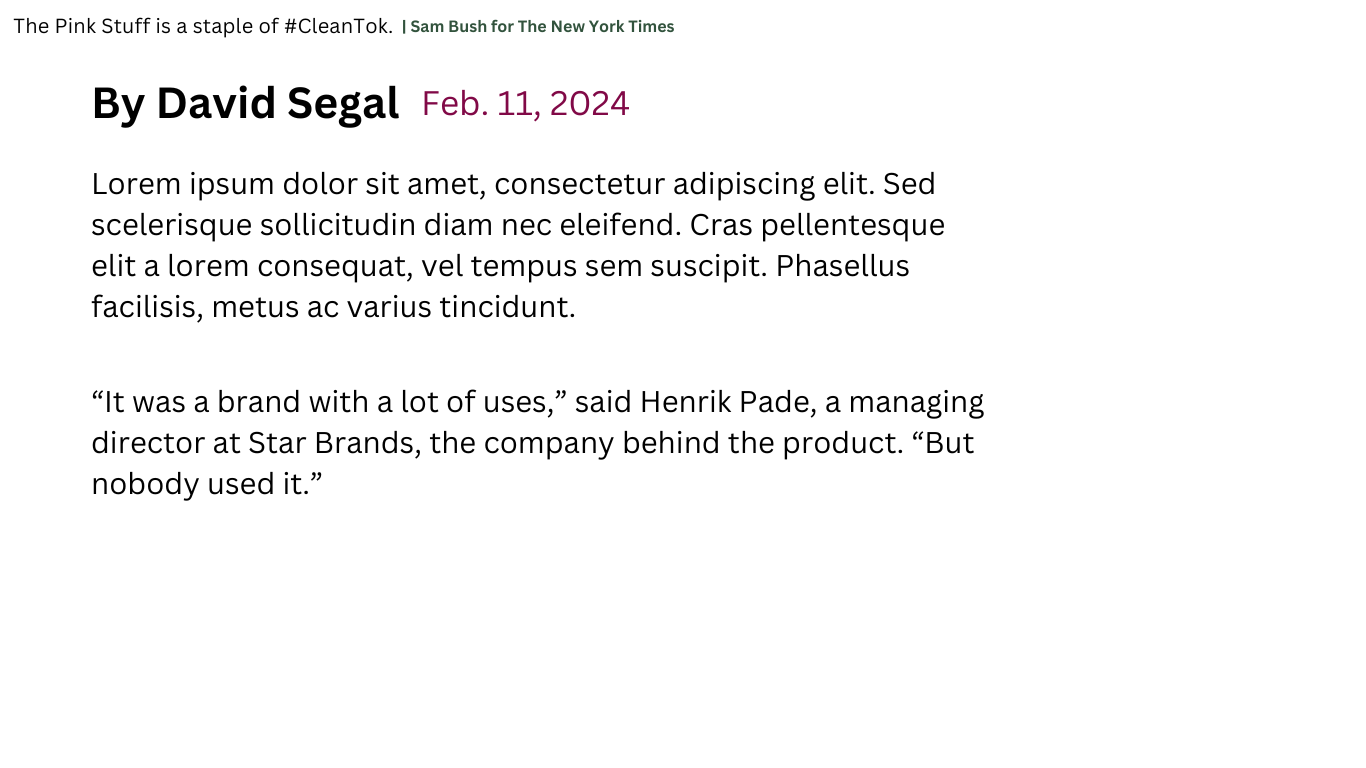 The Pink Stuff is a staple of #CleanTok. | Sam Bush for The New York Times
By David Segal Feb. 11, 2024
Lorem ipsum dolor sit amet, consectetur adipiscing elit. Sed
scelerisque sollicitudin diam nec eleifend. Cras pellentesque
elit a lorem consequat, vel tempus sem suscipit. Phasellus
facilisis, metus ac varius tincidunt.
“It was a brand with a lot of uses,” said Henrik Pade, a managing
director at Star Brands, the company behind the product. “But
nobody used it.”